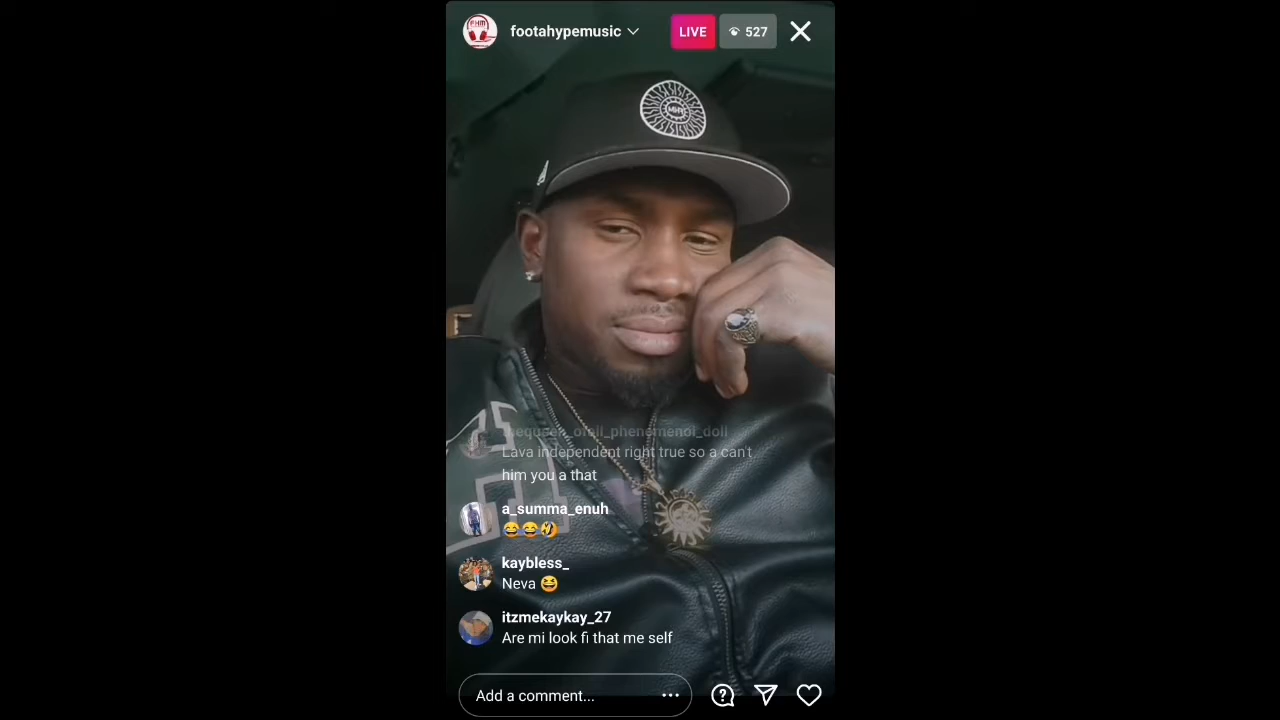 footahypemusic
LIVE
527
Lava independent right true so a can't
him you a that
a_summa_enuh
😂😂🤣
kaybless_
Neva 😆
itzmekaykay_27
Are mi look fi that me self
Add a comment...